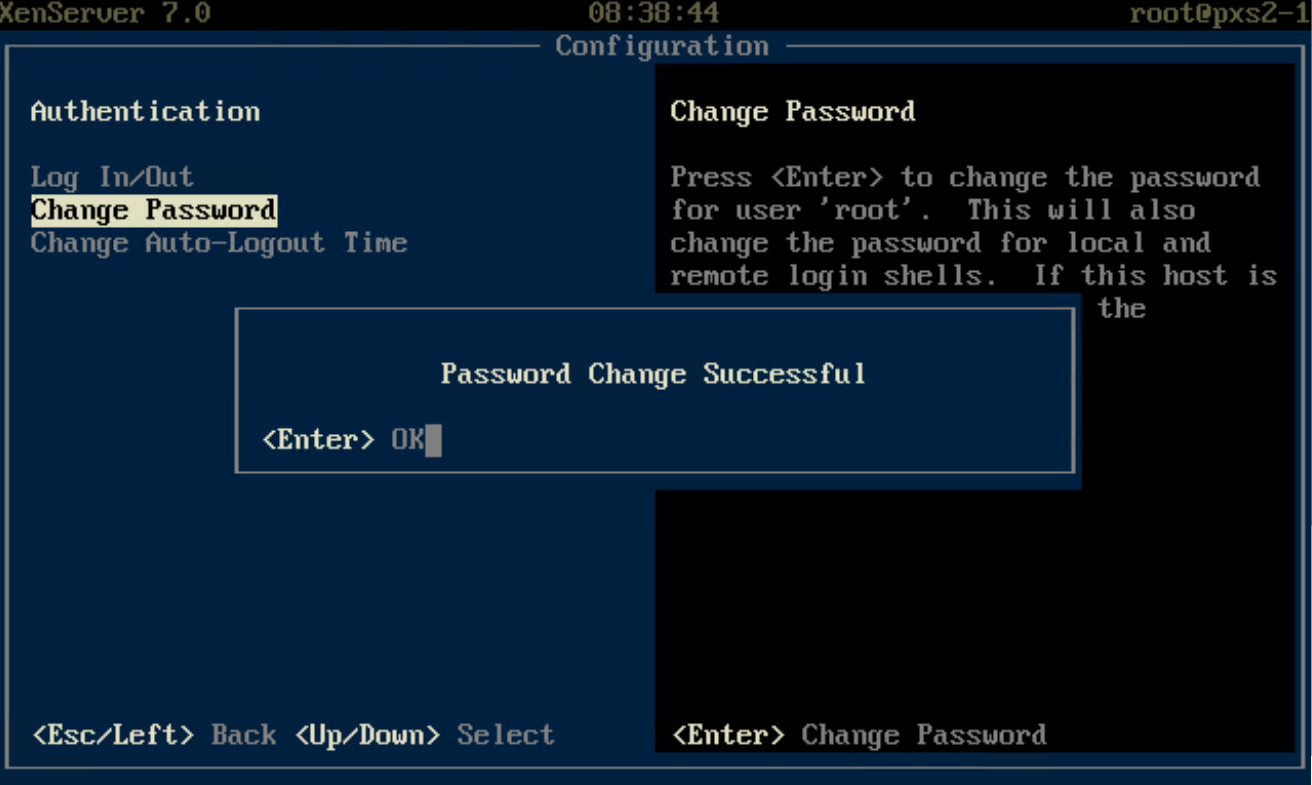 XenServer 7.0 08:38:44 root@pxs2-1
Configuration
Authentication
Log In/Out
Change Password
Change Auto-Logout Time
Change Password
Press <Enter> to change the password
for user 'root'.  This will also
change the password for local and
remote login shells.  If this host is
the
Password Change Successful
<Enter> OK
<Esc/Left> Back <Up/Down> Select
<Enter> Change Password